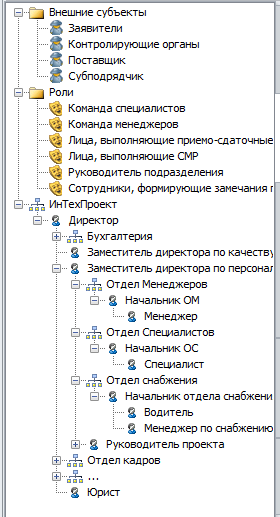 Внешние субъекты
Заявители
Контролирующие органы
Поставщик
Субподрядчик
Роли
Команда специалистов
Команда менеджеров
Лица, выполняющие приемо-сдаточные
Лица, выполняющие СМР
Руководитель подразделения
Сотрудники, формирующие замечания п
ИнТехПроект
Директор
Бухгалтерия
Заместитель директора по качеству
Заместитель директора по персонал
Отдел Менеджеров
Начальник ОМ
Менеджер
Отдел Специалистов
Начальник ОС
Специалист
Отдел снабжения
Начальник отдела снабжени
Водитель
Менеджер по снабжению
Руководитель проекта
Отдел кадров
...
Юрист